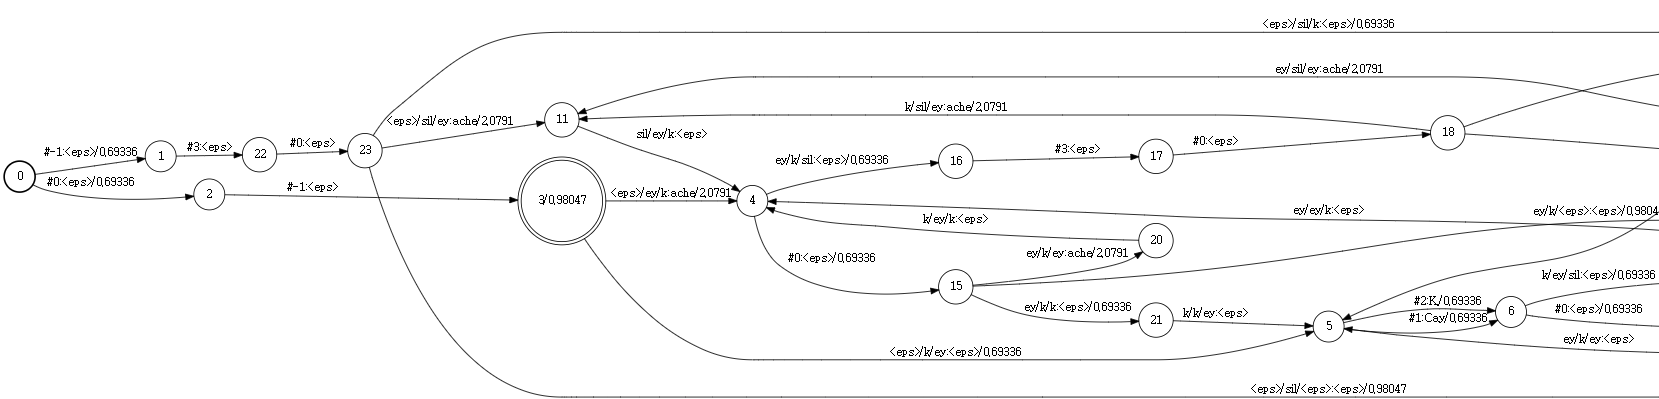 <eps>/sil/k:<eps>/0,69336
ey/sil/ey:ache/2,0791
k/sil/ey:ache/2,0791
<eps>/sil/ey:ache/2,0791
11
sil/ey/k:<eps>
18
#-1:<eps>/0,69336
1
#3:<eps>
22
#0:<eps>
23
ey/k/sil:<eps>/0,69336
16
#3:<eps>
17
#0:<eps>
0
#0:<eps>/0,69336
2
#-1:<eps>
3/0,98047
<eps>/ey/k:ache/2,0791
4
ey/ey/k:<eps>
ey/k/<eps>:<eps>/0,9804
k/ey/k:<eps>
20
ey/k/ey:ache/2,0791
#0:<eps>/0,69336
15
ey/k/k:<eps>/0,69336
21
k/k/ey:<eps>
5
#2:K./0,69336
#1:Cay/0,69336
6
k/ey/sil:<eps>/0,69336
#0:<eps>/0,69336
ey/k/ey:<eps>
<eps>/k/ey:<eps>/0,69336
<eps>/sil/<eps>:<eps>/0,98047